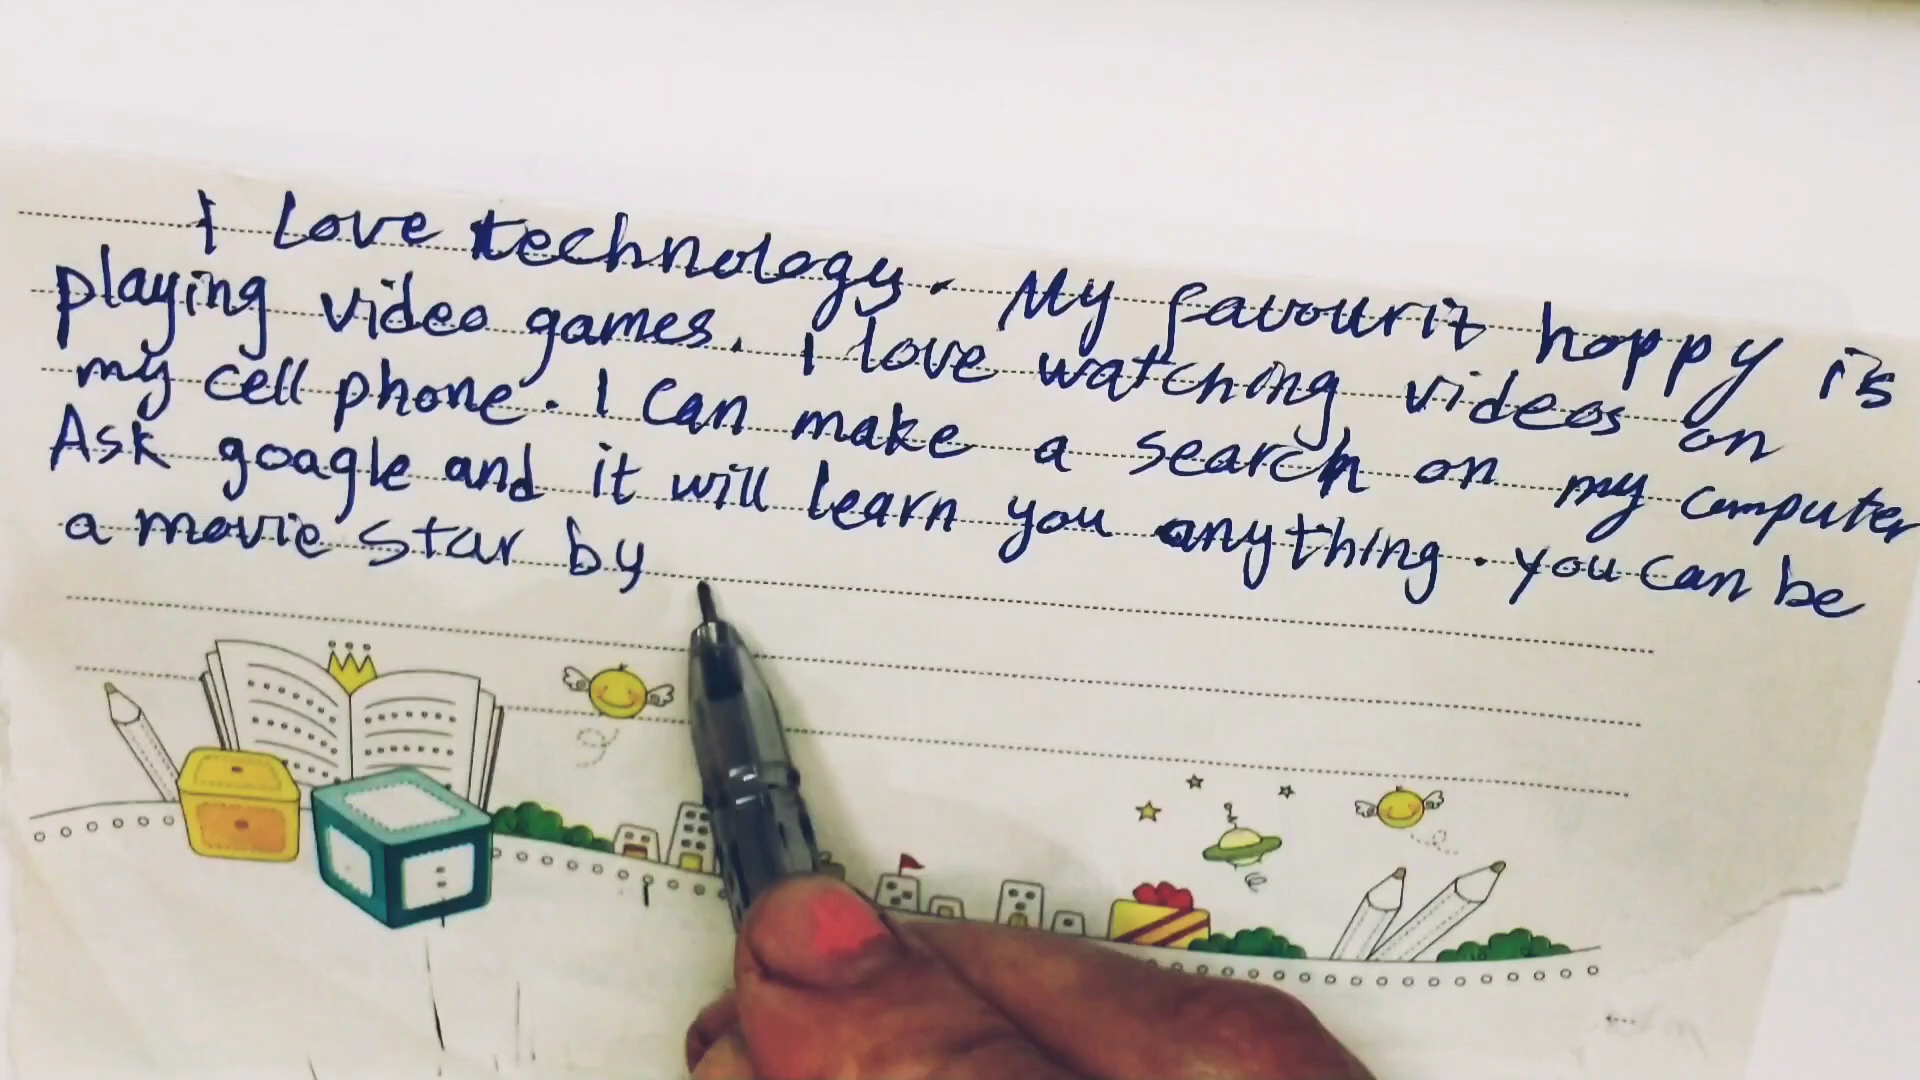 I Love technology. My favourit hoppy is
playing video games. I love watching videos on
my cell phone. I can make a search on my computer
Ask goagle and it will learn you anything. you can be
a movie star by